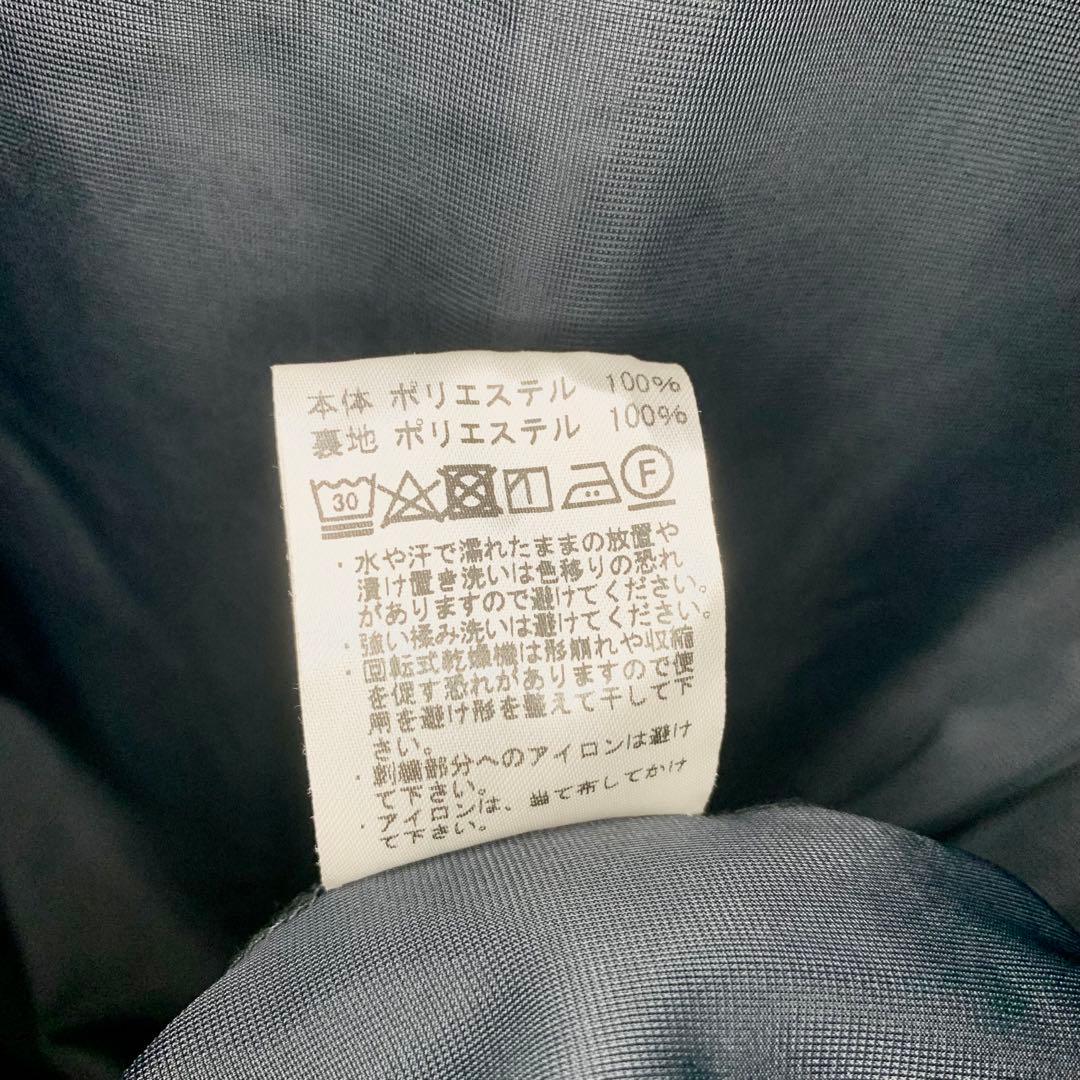 本体 ポリエステル 100%
裏地 ポリエステル 100%
30 F
・水や汗で濡れたままの放置や
漬け置き洗いは色移りの恐れ
がありますので避けてください。
・強い揉み洗いは避けてください。
・回転式乾燥機は形崩れや収縮
を促す恐れがありますので使
用を避け形を整えて干して下
さい。
・刺繍部分へのアイロンは避け
て下さい。
・アイロンは、当て布してかけ
て下さい。